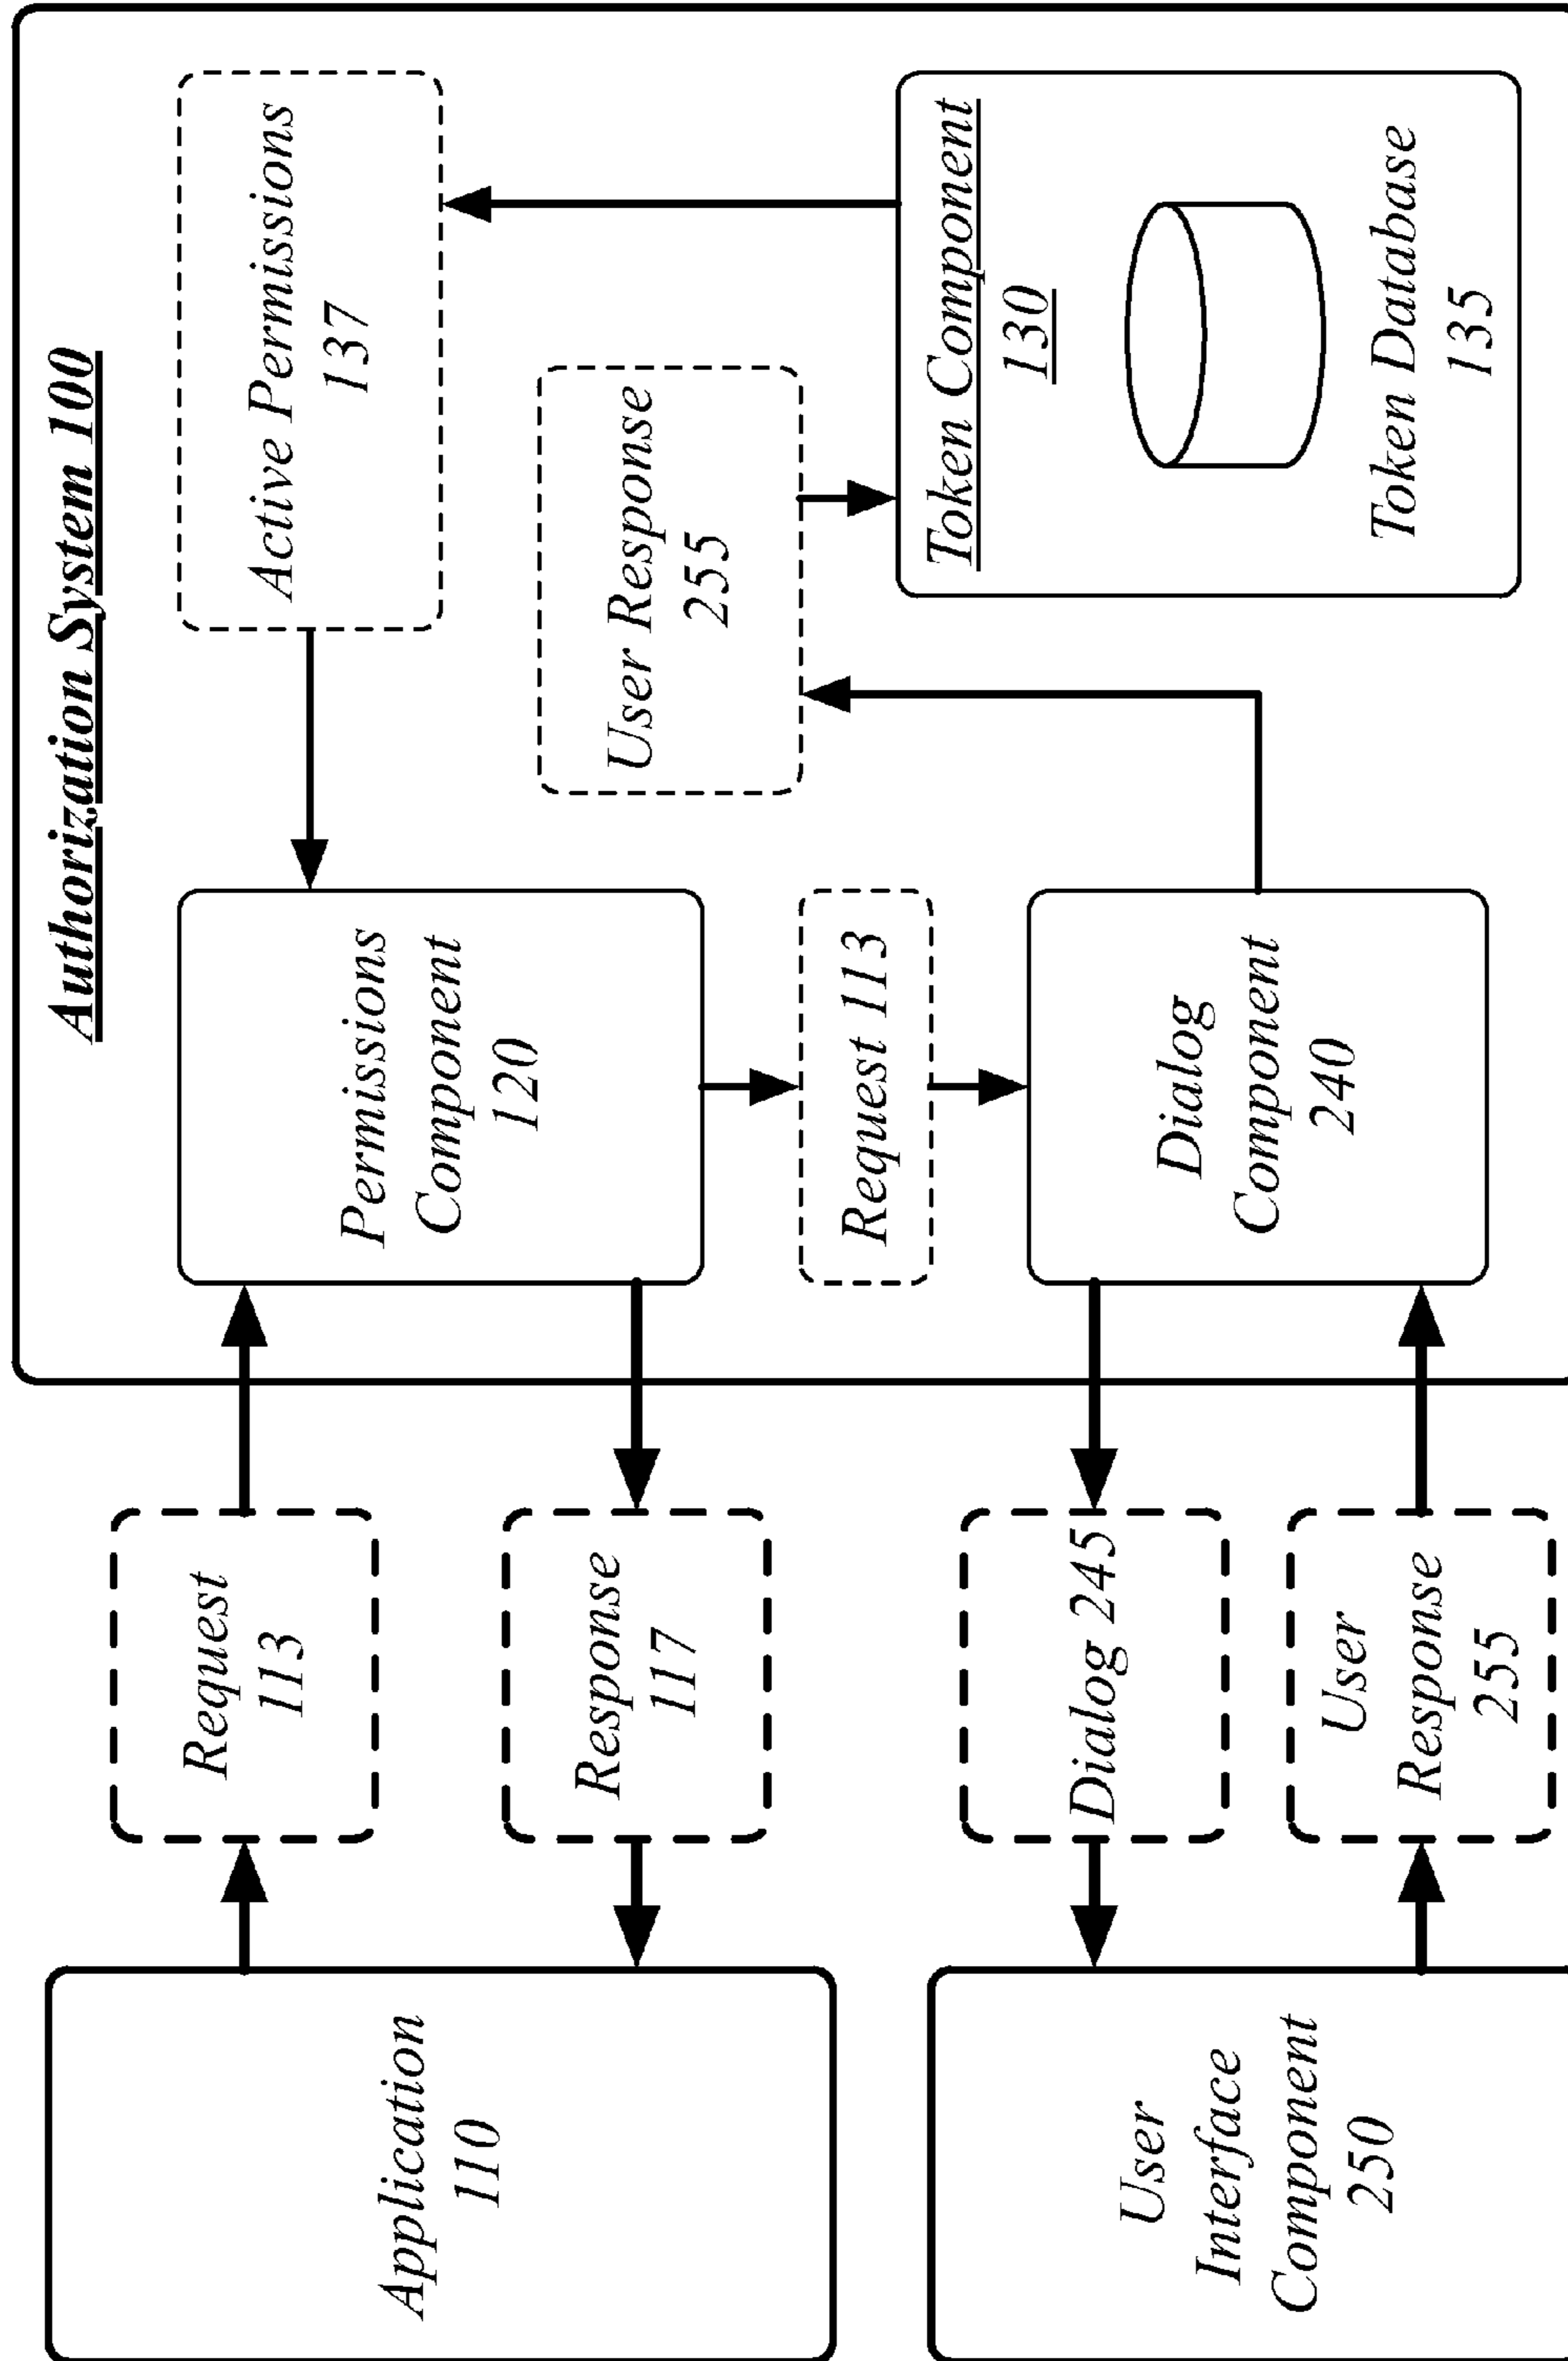 Authorization System 100
Application
110
Request
113
Response
117
Permissions
Component
120
Active Permissions
137
User Response
255
Request 113
User
Interface
Component
250
Dialog 245
User
Response
255
Dialog
Component
240
Token Component
130
Token Database
135